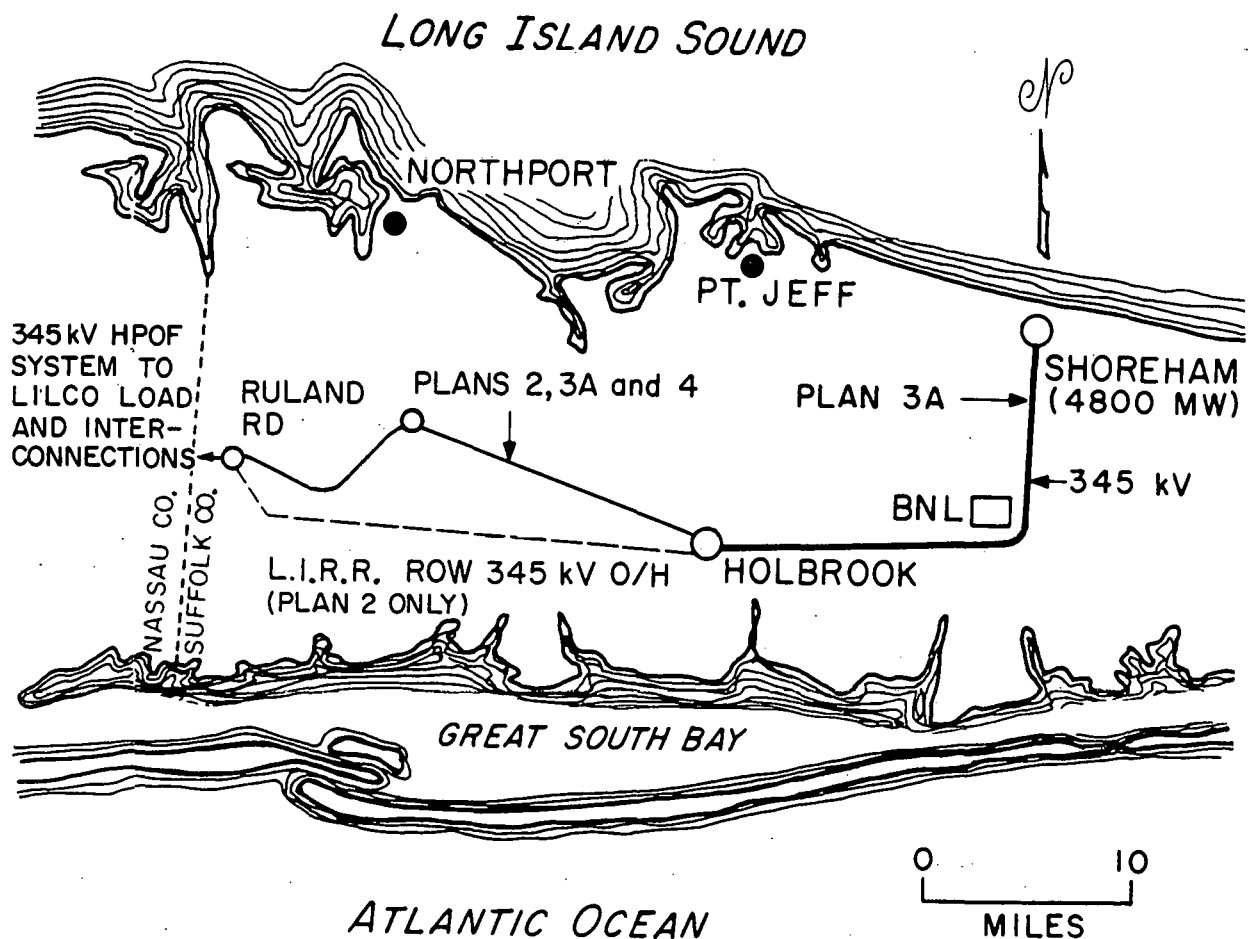 LONG ISLAND SOUND
N
NORTHPORT
PT. JEFF
345 kV HPOF
SYSTEM TO
LILCO LOAD
AND INTER-
CONNECTIONS
RULAND
RD
PLANS 2, 3A and 4
PLAN 3A
SHOREHAM
(4800 MW)
345 kV
BNL
NASSAU CO.
SUFFOLK CO.
L.I.R.R. ROW 345 kV O/H
(PLAN 2 ONLY)
HOLBROOK
GREAT SOUTH BAY
0 10
MILES
ATLANTIC OCEAN